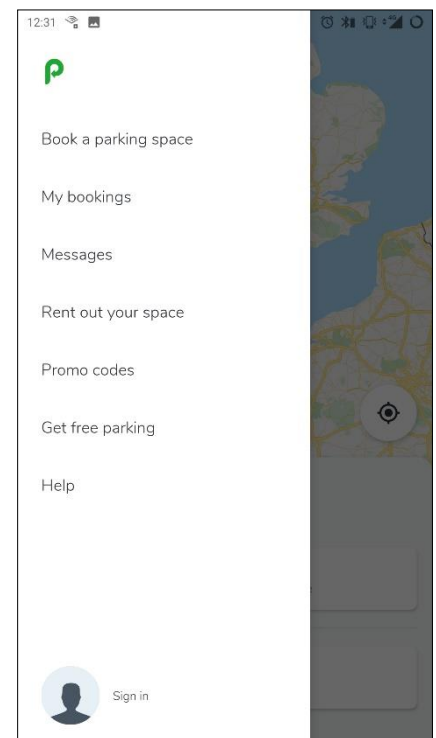 12:31
Book a parking space
My bookings
Messages
Rent out your space
Promo codes
Get free parking
Help
Sign in